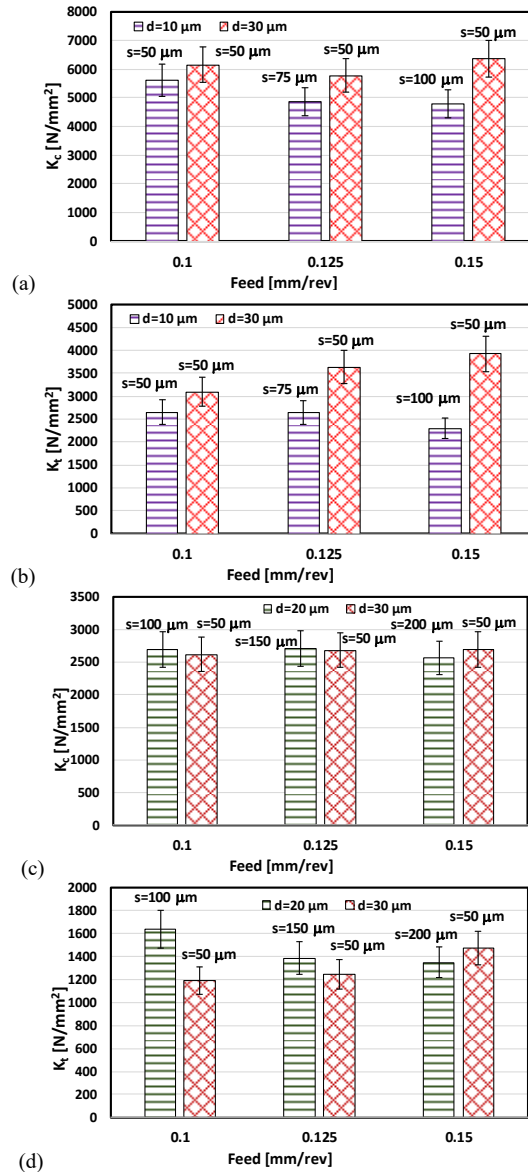 7000
d=10 µm d=30 µm
6000
s=50 µm s=50 µm s=50 µm s=50 µm
5000
s=75 µm s=100 µm
4000
3000
2000
1000
0
Kc [N/mm²]
0.1 0.125 0.15
Feed [mm/rev]
(a)
5000
d=10 µm d=30 µm
4500
s=50 µm s=50 µm
4000
3500
s=50 µm s=50 µm s=75 µm s=100 µm
3000
2500
2000
1500
1000
500
0
Kt [N/mm²]
0.1 0.125 0.15
Feed [mm/rev]
(b)
3500
d=20 µm d=30 µm
3000
s=100 µm s=50 µm s=150 µm s=50 µm s=200 µm s=50 µm
2500
2000
1500
1000
500
0
Kc [N/mm²]
0.1 0.125 0.15
Feed [mm/rev]
(c)
2000
d=20 µm d=30 µm
1800
s=100 µm s=50 µm
1600
s=150 µm s=200 µm
1400
s=50 µm s=50 µm
1200
1000
800
600
400
200
0
Kt [N/mm²]
0.1 0.125 0.15
Feed [mm/rev]
(d)